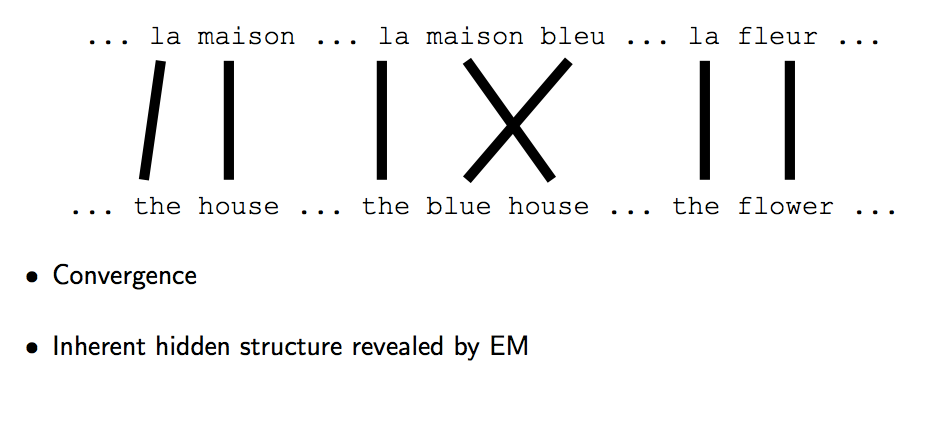 ... la maison ... la maison bleu ... la fleur ...
... the house ... the blue house ... the flower ...
• Convergence
• Inherent hidden structure revealed by EM